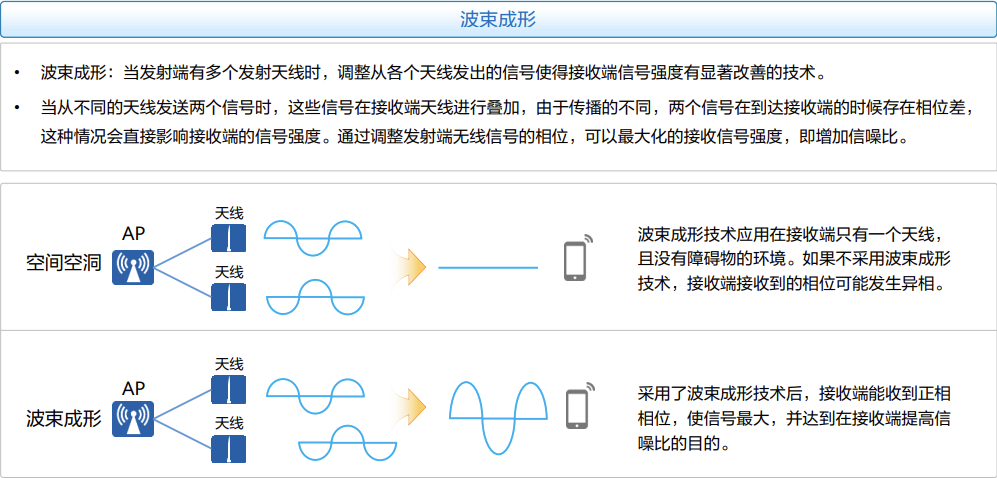 波束成形
• 波束成形：当发射端有多个发射天线时，调整从各个天线发出的信号使得接收端信号强度有显著改善的技术。
• 当从不同的天线发送两个信号时，这些信号在接收端天线进行叠加，由于传播的不同，两个信号在到达接收端的时候存在相位差，
这种情况会直接影响接收端的信号强度。通过调整发射端无线信号的相位，可以最大化的接收信号强度，即增加信噪比。
空间空洞
AP
天线
天线
波束成形技术应用在接收端只有一个天线，
且没有障碍物的环境。如果不采用波束成形
技术，接收端接收到的相位可能发生异相。
波束成形
AP
天线
天线
采用了波束成形技术后，接收端能收到正相
相位，使信号最大，并达到在接收端提高信
噪比的目的。